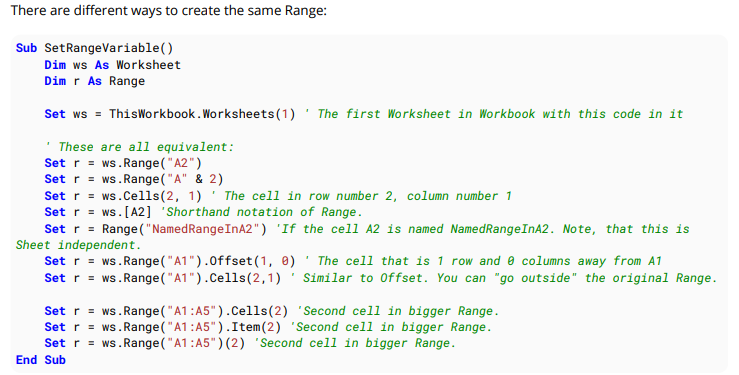 There are different ways to create the same Range:
Sub SetRangeVariable()
    Dim ws As Worksheet
    Dim r As Range

    Set ws = ThisWorkbook.Worksheets(1) ' The first Worksheet in Workbook with this code in it

    ' These are all equivalent:
    Set r = ws.Range("A2")
    Set r = ws.Range("A" & 2)
    Set r = ws.Cells(2, 1) ' The cell in row number 2, column number 1
    Set r = ws.[A2] 'Shorthand notation of Range.
    Set r = Range("NamedRangeInA2") 'If the cell A2 is named NamedRangeInA2. Note, that this is
Sheet independent.
    Set r = ws.Range("A1").Offset(1, 0) ' The cell that is 1 row and 0 columns away from A1
    Set r = ws.Range("A1").Cells(2,1) ' Similar to Offset. You can "go outside" the original Range.

    Set r = ws.Range("A1:A5").Cells(2) 'Second cell in bigger Range.
    Set r = ws.Range("A1:A5").Item(2) 'Second cell in bigger Range.
    Set r = ws.Range("A1:A5")(2) 'Second cell in bigger Range.
End Sub